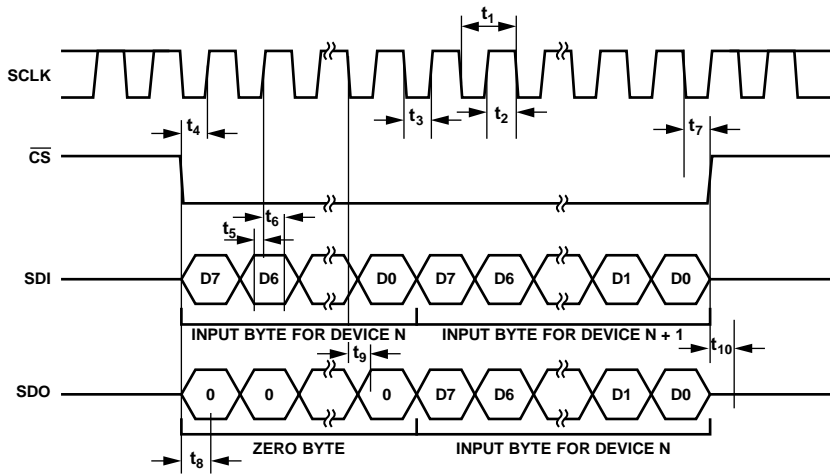 t1
SCLK
t4
t3
t2
t7
CS
t6
t5
SDI
D7 D6 D0 D7 D6 D1 D0
INPUT BYTE FOR DEVICE N INPUT BYTE FOR DEVICE N + 1
t9
t10
SDO
0 0 0 D7 D6 D1 D0
ZERO BYTE INPUT BYTE FOR DEVICE N
t8